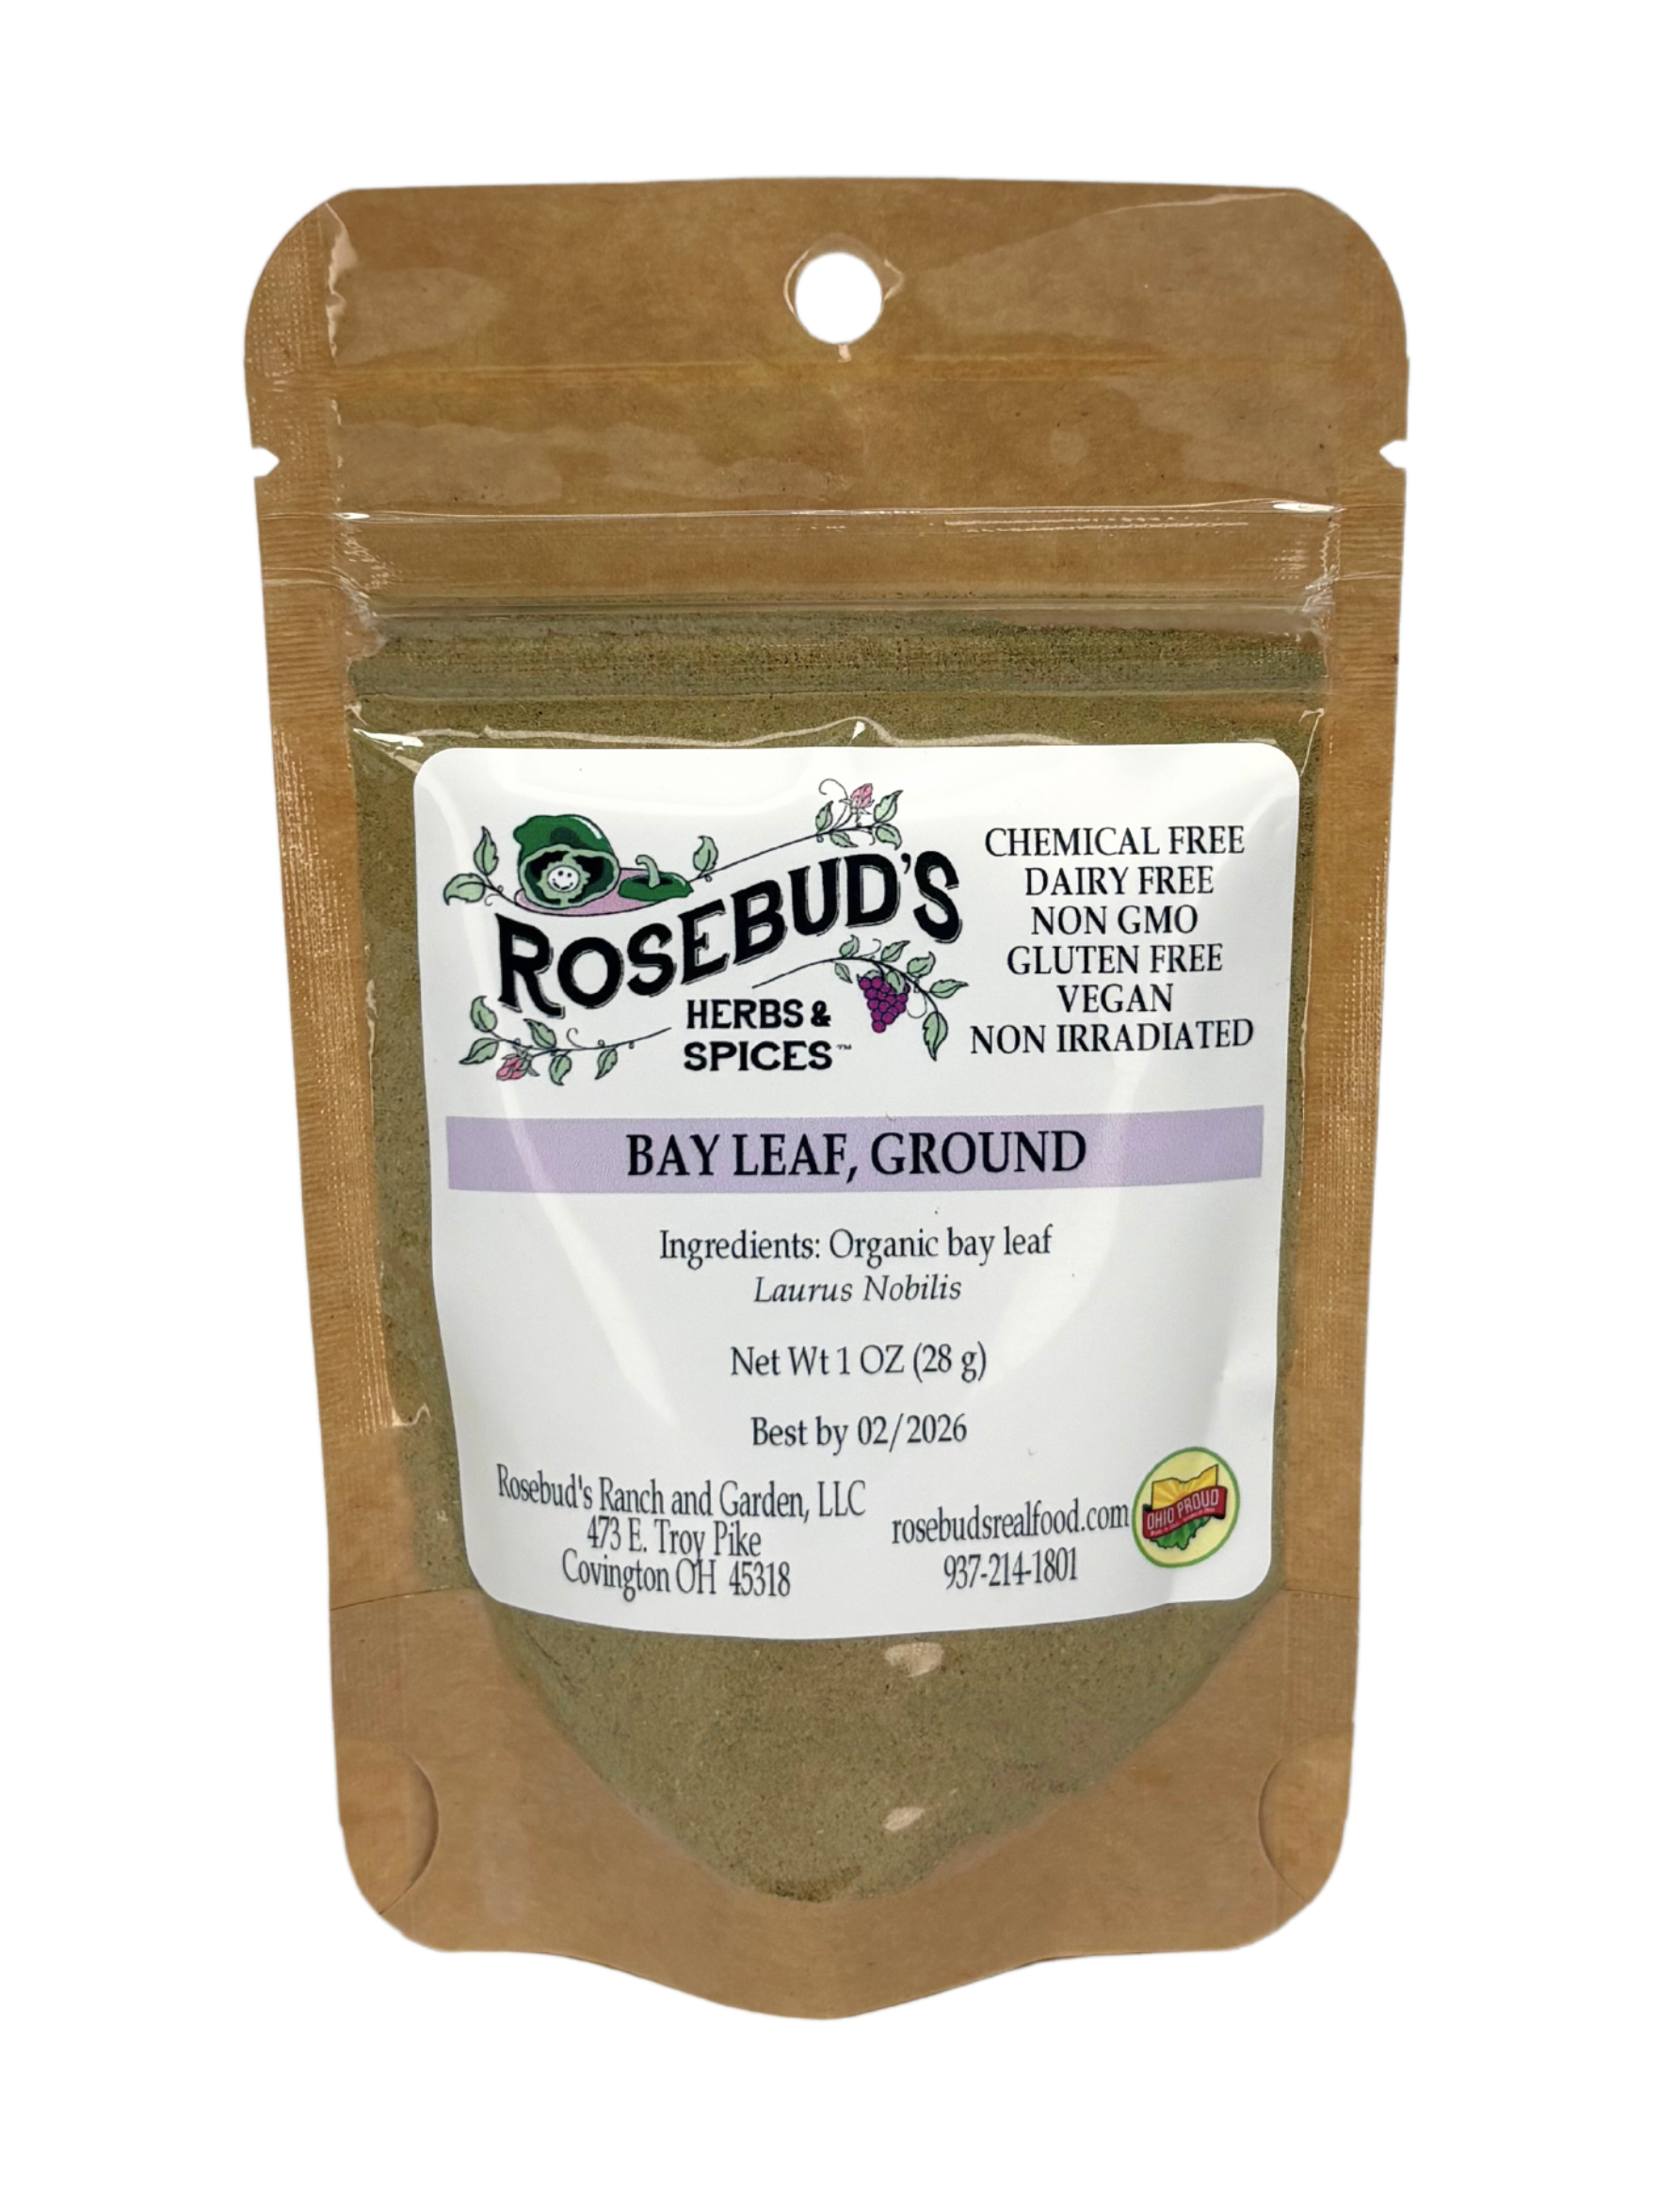 ROSEBUD'S
HERBS &
SPICES™
CHEMICAL FREE
DAIRY FREE
NON GMO
GLUTEN FREE
VEGAN
NON IRRADIATED
BAY LEAF, GROUND
Ingredients: Organic bay leaf
Laurus Nobilis
Net Wt 1 OZ (28 g)
Best by 02/2026
Rosebud's Ranch and Garden, LLC
473 E. Troy Pike
Covington OH 45318
rosebudsrealfood.com
937-214-1801
OHIO PROUD